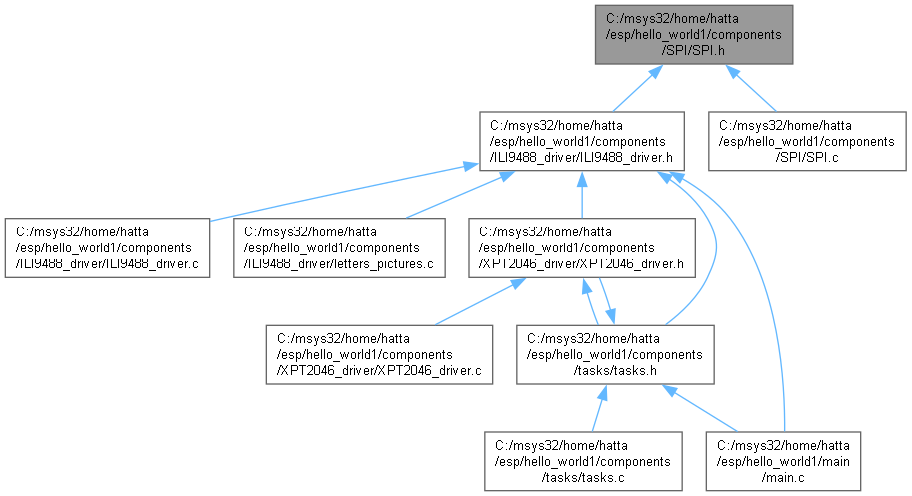 C:/msys32/home/hatta
/esp/hello_world1/components
/SPI/SPI.h
C:/msys32/home/hatta
/esp/hello_world1/components
/ILI9488_driver/ILI9488_driver.h
C:/msys32/home/hatta
/esp/hello_world1/components
/SPI/SPI.c
C:/msys32/home/hatta
/esp/hello_world1/components
/ILI9488_driver/ILI9488_driver.c
C:/msys32/home/hatta
/esp/hello_world1/components
/ILI9488_driver/letters_pictures.c
C:/msys32/home/hatta
/esp/hello_world1/components
/XPT2046_driver/XPT2046_driver.h
C:/msys32/home/hatta
/esp/hello_world1/components
/XPT2046_driver/XPT2046_driver.c
C:/msys32/home/hatta
/esp/hello_world1/components
/tasks/tasks.h
C:/msys32/home/hatta
/esp/hello_world1/components
/tasks/tasks.c
C:/msys32/home/hatta
/esp/hello_world1/main
/main.c